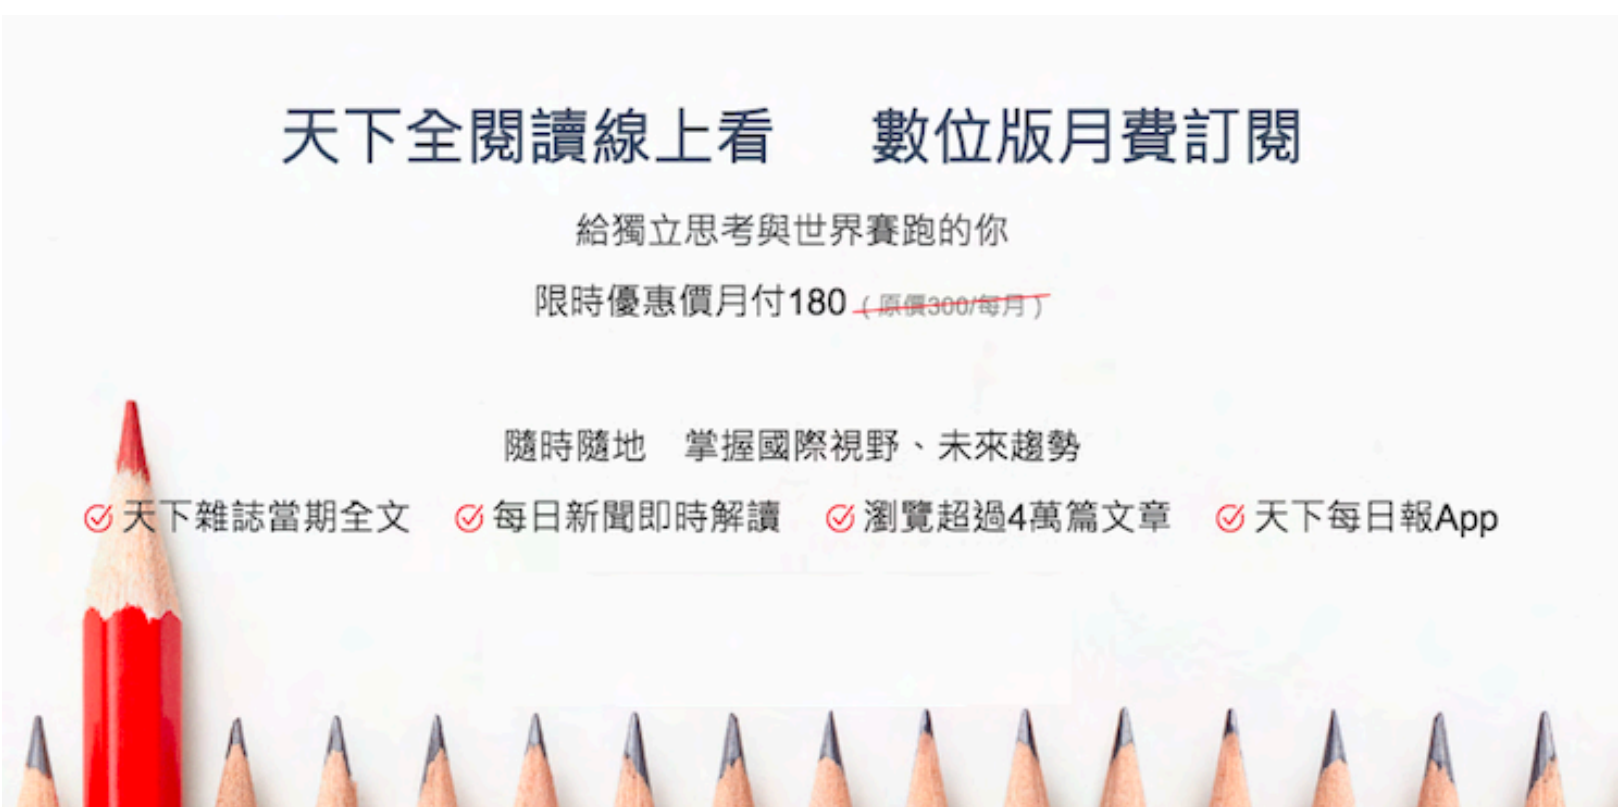 天下全閱讀線上看 數位版月費訂閱
給獨立思考與世界賽跑的你
限時優惠價月付180 (原價300/每月)
隨時隨地 掌握國際視野、未來趨勢
天下雜誌當期全文 每日新聞即時解讀 瀏覽超過4萬篇文章 天下每日報App